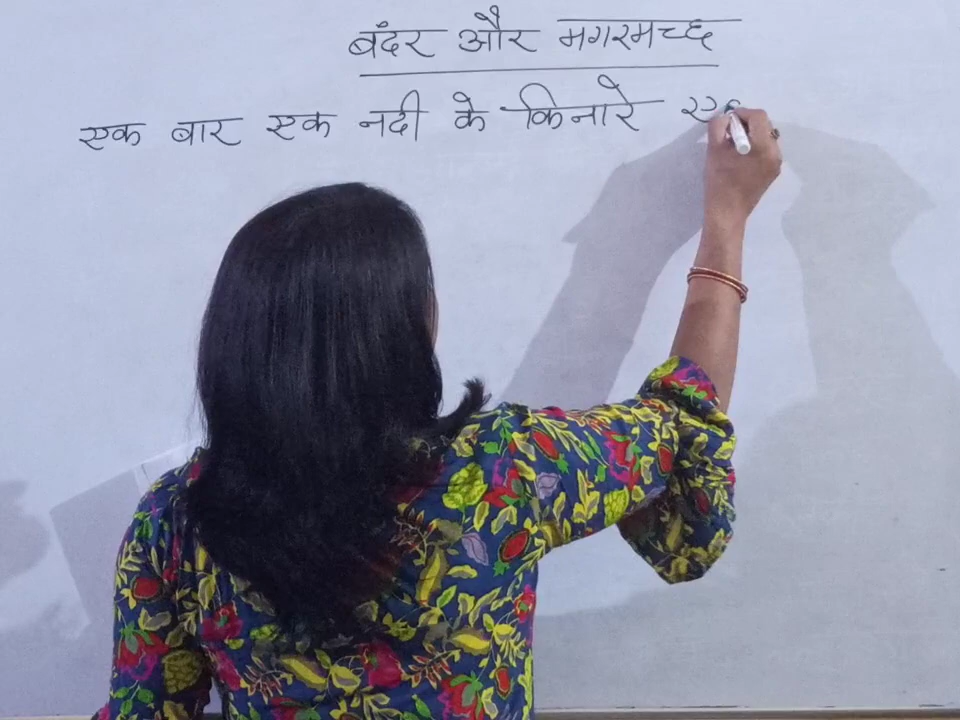 बंदर और मगरमच्छ
एक बार एक नदी के किनारे